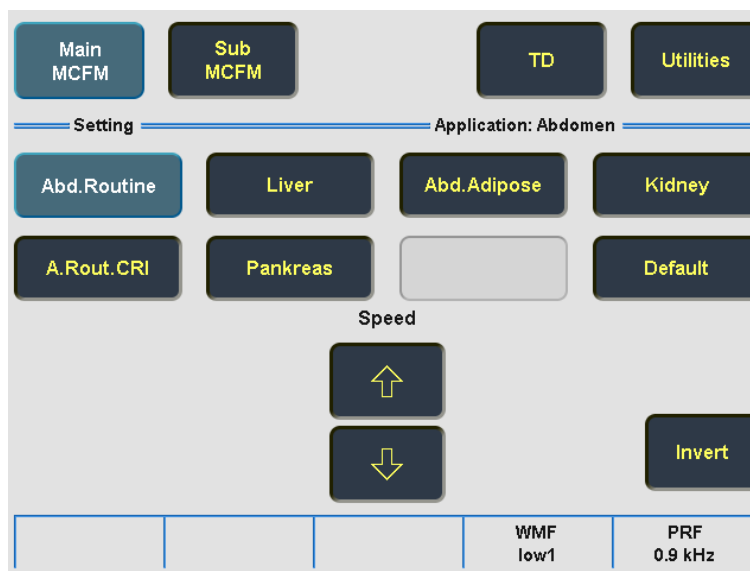 Main
MCFM
Sub
MCFM
TD
Utilities
Setting
Application: Abdomen
Abd.Routine
Liver
Abd.Adipose
Kidney
A.Rout.CRI
Pankreas
Default
Speed
Invert
WMF
low1
PRF
0.9 kHz